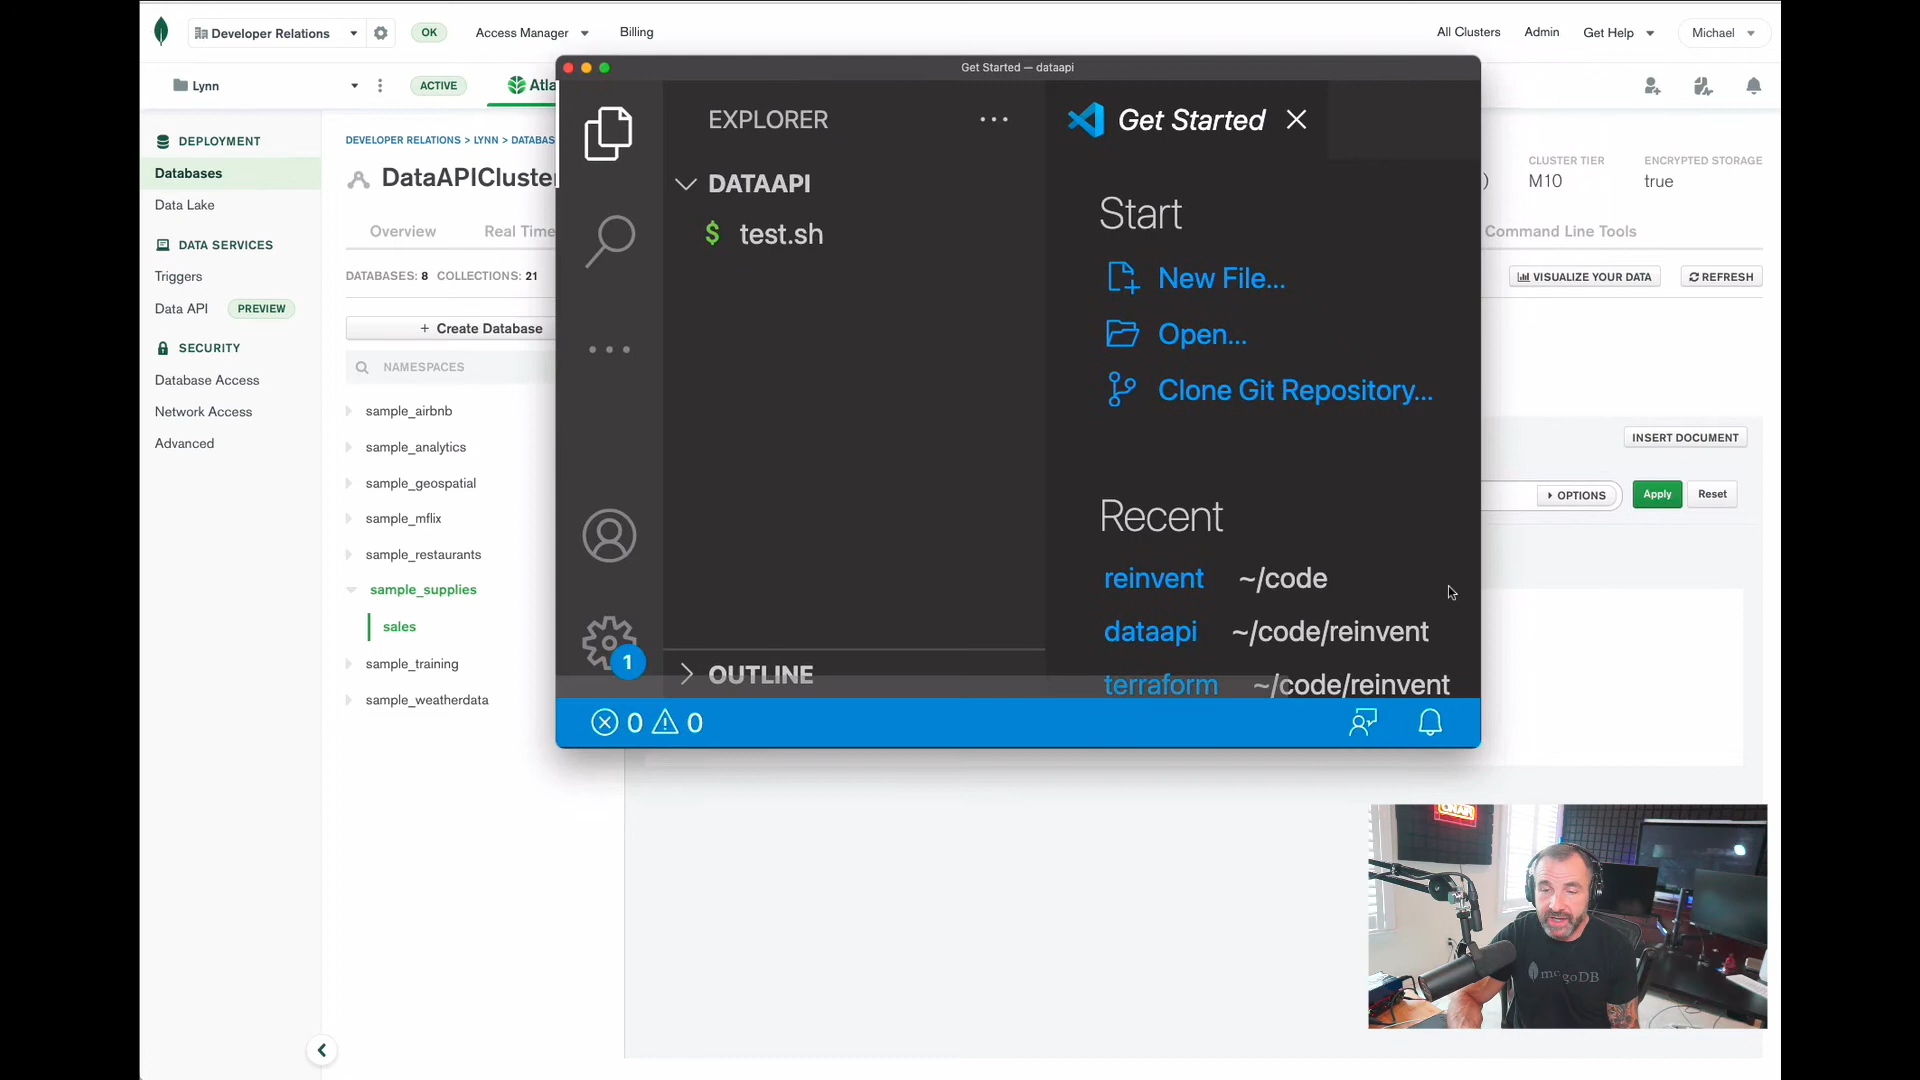 Developer Relations
OK
Access Manager
Billing
All Clusters
Admin
Get Help
Michael
Lynn
ACTIVE
Atla
Get Started — dataapi
DEPLOYMENT
Databases
Data Lake
DATA SERVICES
Triggers
Data API
PREVIEW
SECURITY
Database Access
Network Access
Advanced
DEVELOPER RELATIONS > LYNN > DATABAS
DataAPICluste
Overview
Real Time
DATABASES: 8 COLLECTIONS: 21
+ Create Database
NAMESPACES
sample_airbnb
sample_analytics
sample_geospatial
sample_mflix
sample_restaurants
sample_supplies
sales
sample_training
sample_weatherdata
EXPLORER
DATAAPI
$ test.sh
OUTLINE
1
0 0
Get Started
Start
New File...
Open...
Clone Git Repository...
Recent
reinvent ~/code
dataapi ~/code/reinvent
terraform ~/code/reinvent
CLUSTER TIER
M10
ENCRYPTED STORAGE
true
)
Command Line Tools
VISUALIZE YOUR DATA
REFRESH
INSERT DOCUMENT
OPTIONS
Apply
Reset
ON AIR
mongoDB